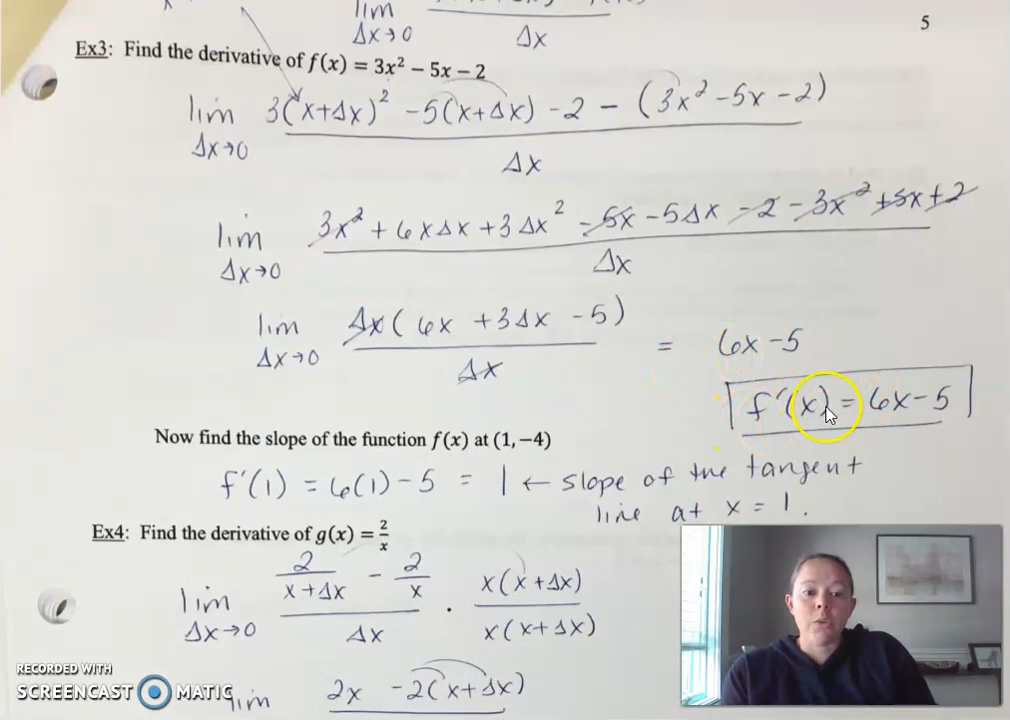 lim
Δx→0
Δx
5
Ex3: Find the derivative of f(x) = 3x² − 5x − 2
lim 3(x+Δx)² −5(x+Δx) −2 − (3x² −5x −2)
Δx→0
Δx
lim 3x² + 6xΔx + 3Δx² −5x −5Δx −2 −3x² +5x +2
Δx→0
Δx
lim Δx(6x +3Δx −5)
Δx→0
Δx
= 6x −5
f'(x) = 6x−5
Now find the slope of the function f(x) at (1, −4)
f'(1) = 6(1) −5 = 1 ← slope of the tangent
line at x = 1.
Ex4: Find the derivative of g(x) = 2/x
lim 2/(x+Δx) − 2/x · x(x+Δx)
Δx→0 Δx x(x+Δx)
RECORDED WITH
SCREENCAST MATIC
lim 2x −2(x+Δx)